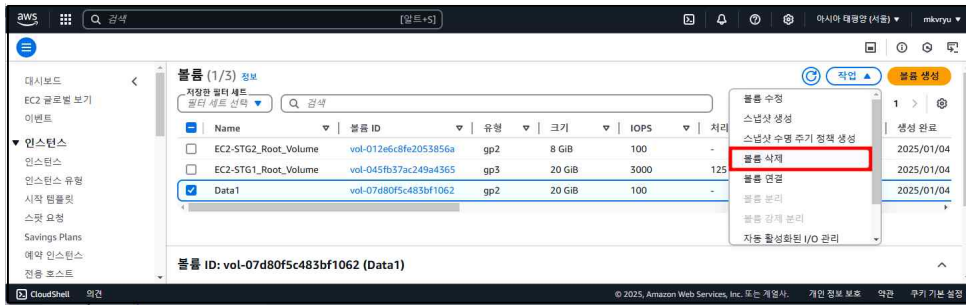 aws 검색 [알트+S] 아시아 태평양 (서울) ▼ mkvryu ▼
대시보드
EC2 글로벌 보기
이벤트
▼ 인스턴스
인스턴스
인스턴스 유형
시작 템플릿
스팟 요청
Savings Plans
예약 인스턴스
전용 호스트
볼륨 (1/3) 정보
작업 ▲ 볼륨 생성
저장한 필터 세트
필터 세트 선택 ▼ 검색
1
Name 볼륨 ID 유형 크기 IOPS 처리 생성 완료
EC2-STG2_Root_Volume vol-012e6c8fe2053856a gp2 8 GiB 100 - 2025/01/04
EC2-STG1_Root_Volume vol-045fb37ac249a4365 gp3 20 GiB 3000 125 2025/01/04
Data1 vol-07d80f5c483bf1062 gp2 20 GiB 100 - 2025/01/04
볼륨 수정
스냅샷 생성
스냅샷 수명 주기 정책 생성
볼륨 삭제
볼륨 연결
볼륨 분리
볼륨 강제 분리
자동 활성화된 I/O 관리
볼륨 ID: vol-07d80f5c483bf1062 (Data1)
CloudShell 의견 © 2025, Amazon Web Services, Inc. 또는 계열사. 개인 정보 보호 약관 쿠키 기본 설정